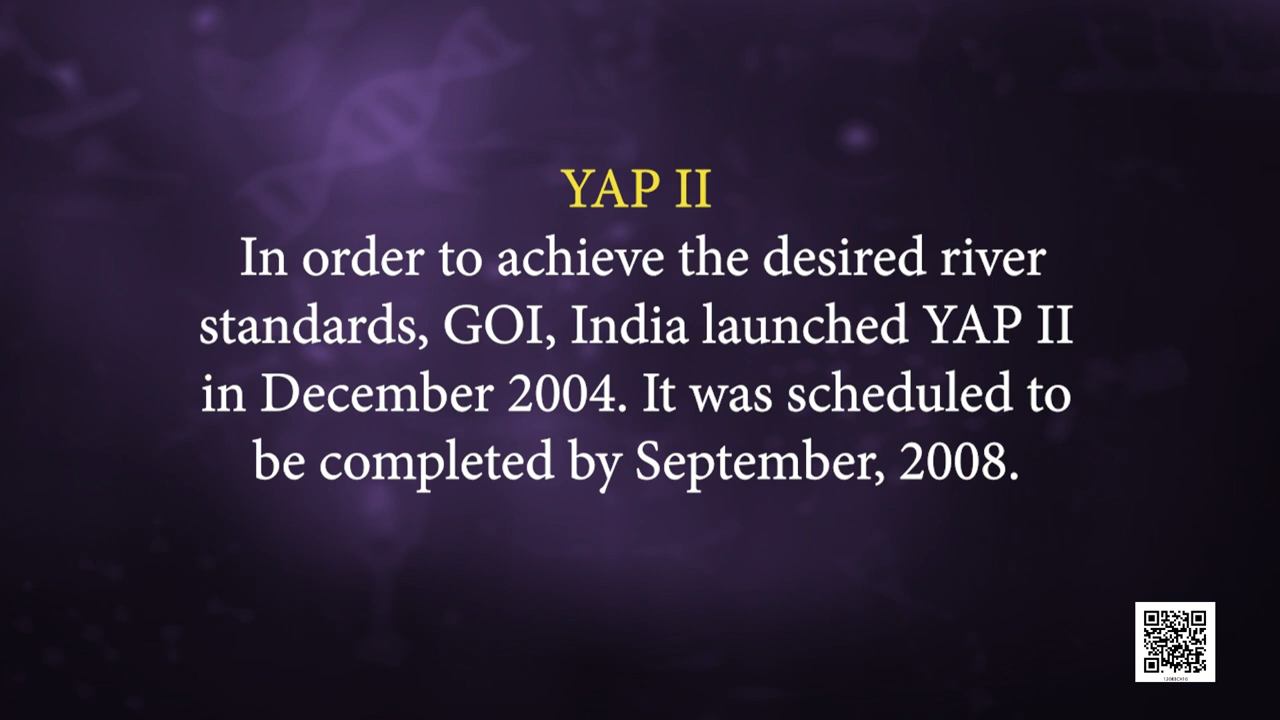 YAP II
In order to achieve the desired river
standards, GOI, India launched YAP II
in December 2004. It was scheduled to
be completed by September, 2008.